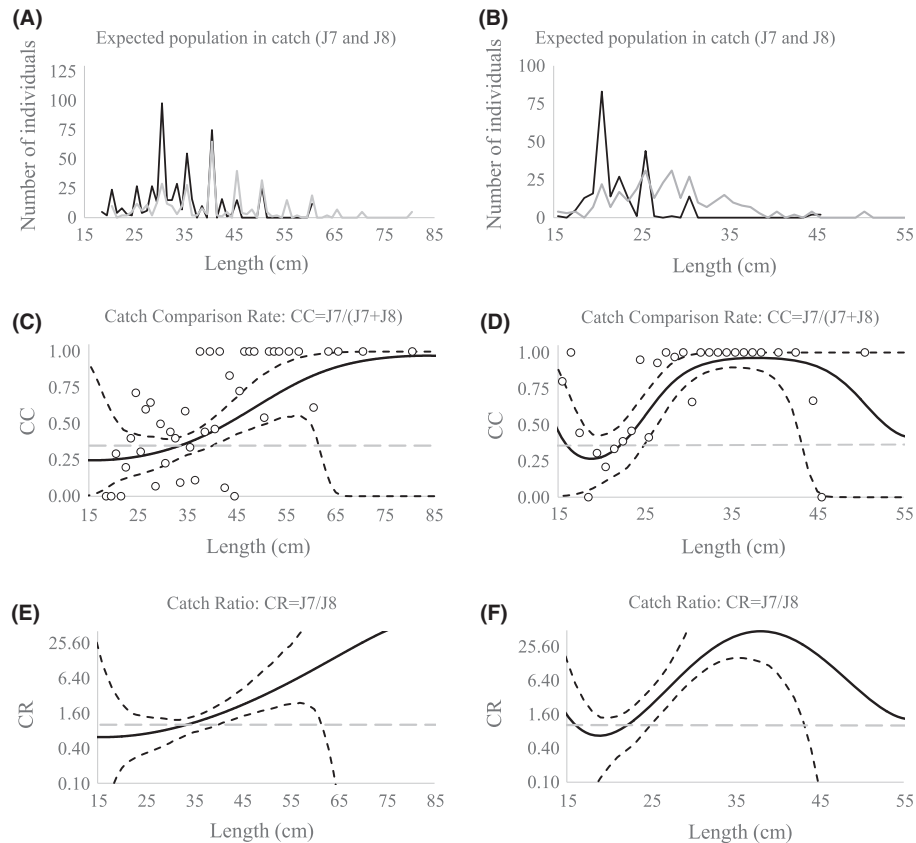 (A)
Expected population in catch (J7 and J8)
Number of individuals
125
100
75
50
25
0
15 25 35 45 55 65 75 85
Length (cm)
(B)
Expected population in catch (J7 and J8)
Number of individuals
100
75
50
25
0
15 25 35 45 55
Length (cm)
(C)
Catch Comparison Rate: CC=J7/(J7+J8)
CC
1.00
0.75
0.50
0.25
0.00
15 25 35 45 55 65 75 85
Length (cm)
(D)
Catch Comparison Rate: CC=J7/(J7+J8)
CC
1.00
0.75
0.50
0.25
0.00
15 25 35 45 55
Length (cm)
(E)
Catch Ratio: CR=J7/J8
CR
25.60
6.40
1.60
0.40
0.10
15 25 35 45 55 65 75 85
Length (cm)
(F)
Catch Ratio: CR=J7/J8
CR
25.60
6.40
1.60
0.40
0.10
15 25 35 45 55
Length (cm)